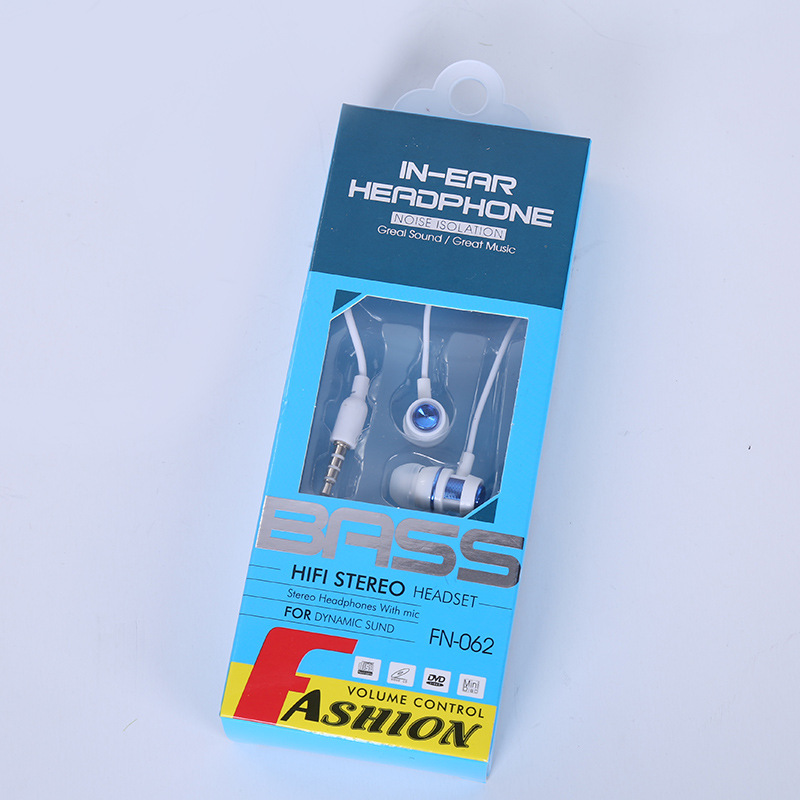 IN-EAR
HEADPHONE
NOISE ISOLATION
Greal Sound / Great Music
BASS
HIFI STEREO HEADSET
Stereo Headphones With mic
FOR DYNAMIC SUND
FN-062
DVD
Mini
VOLUME CONTROL
FASHION